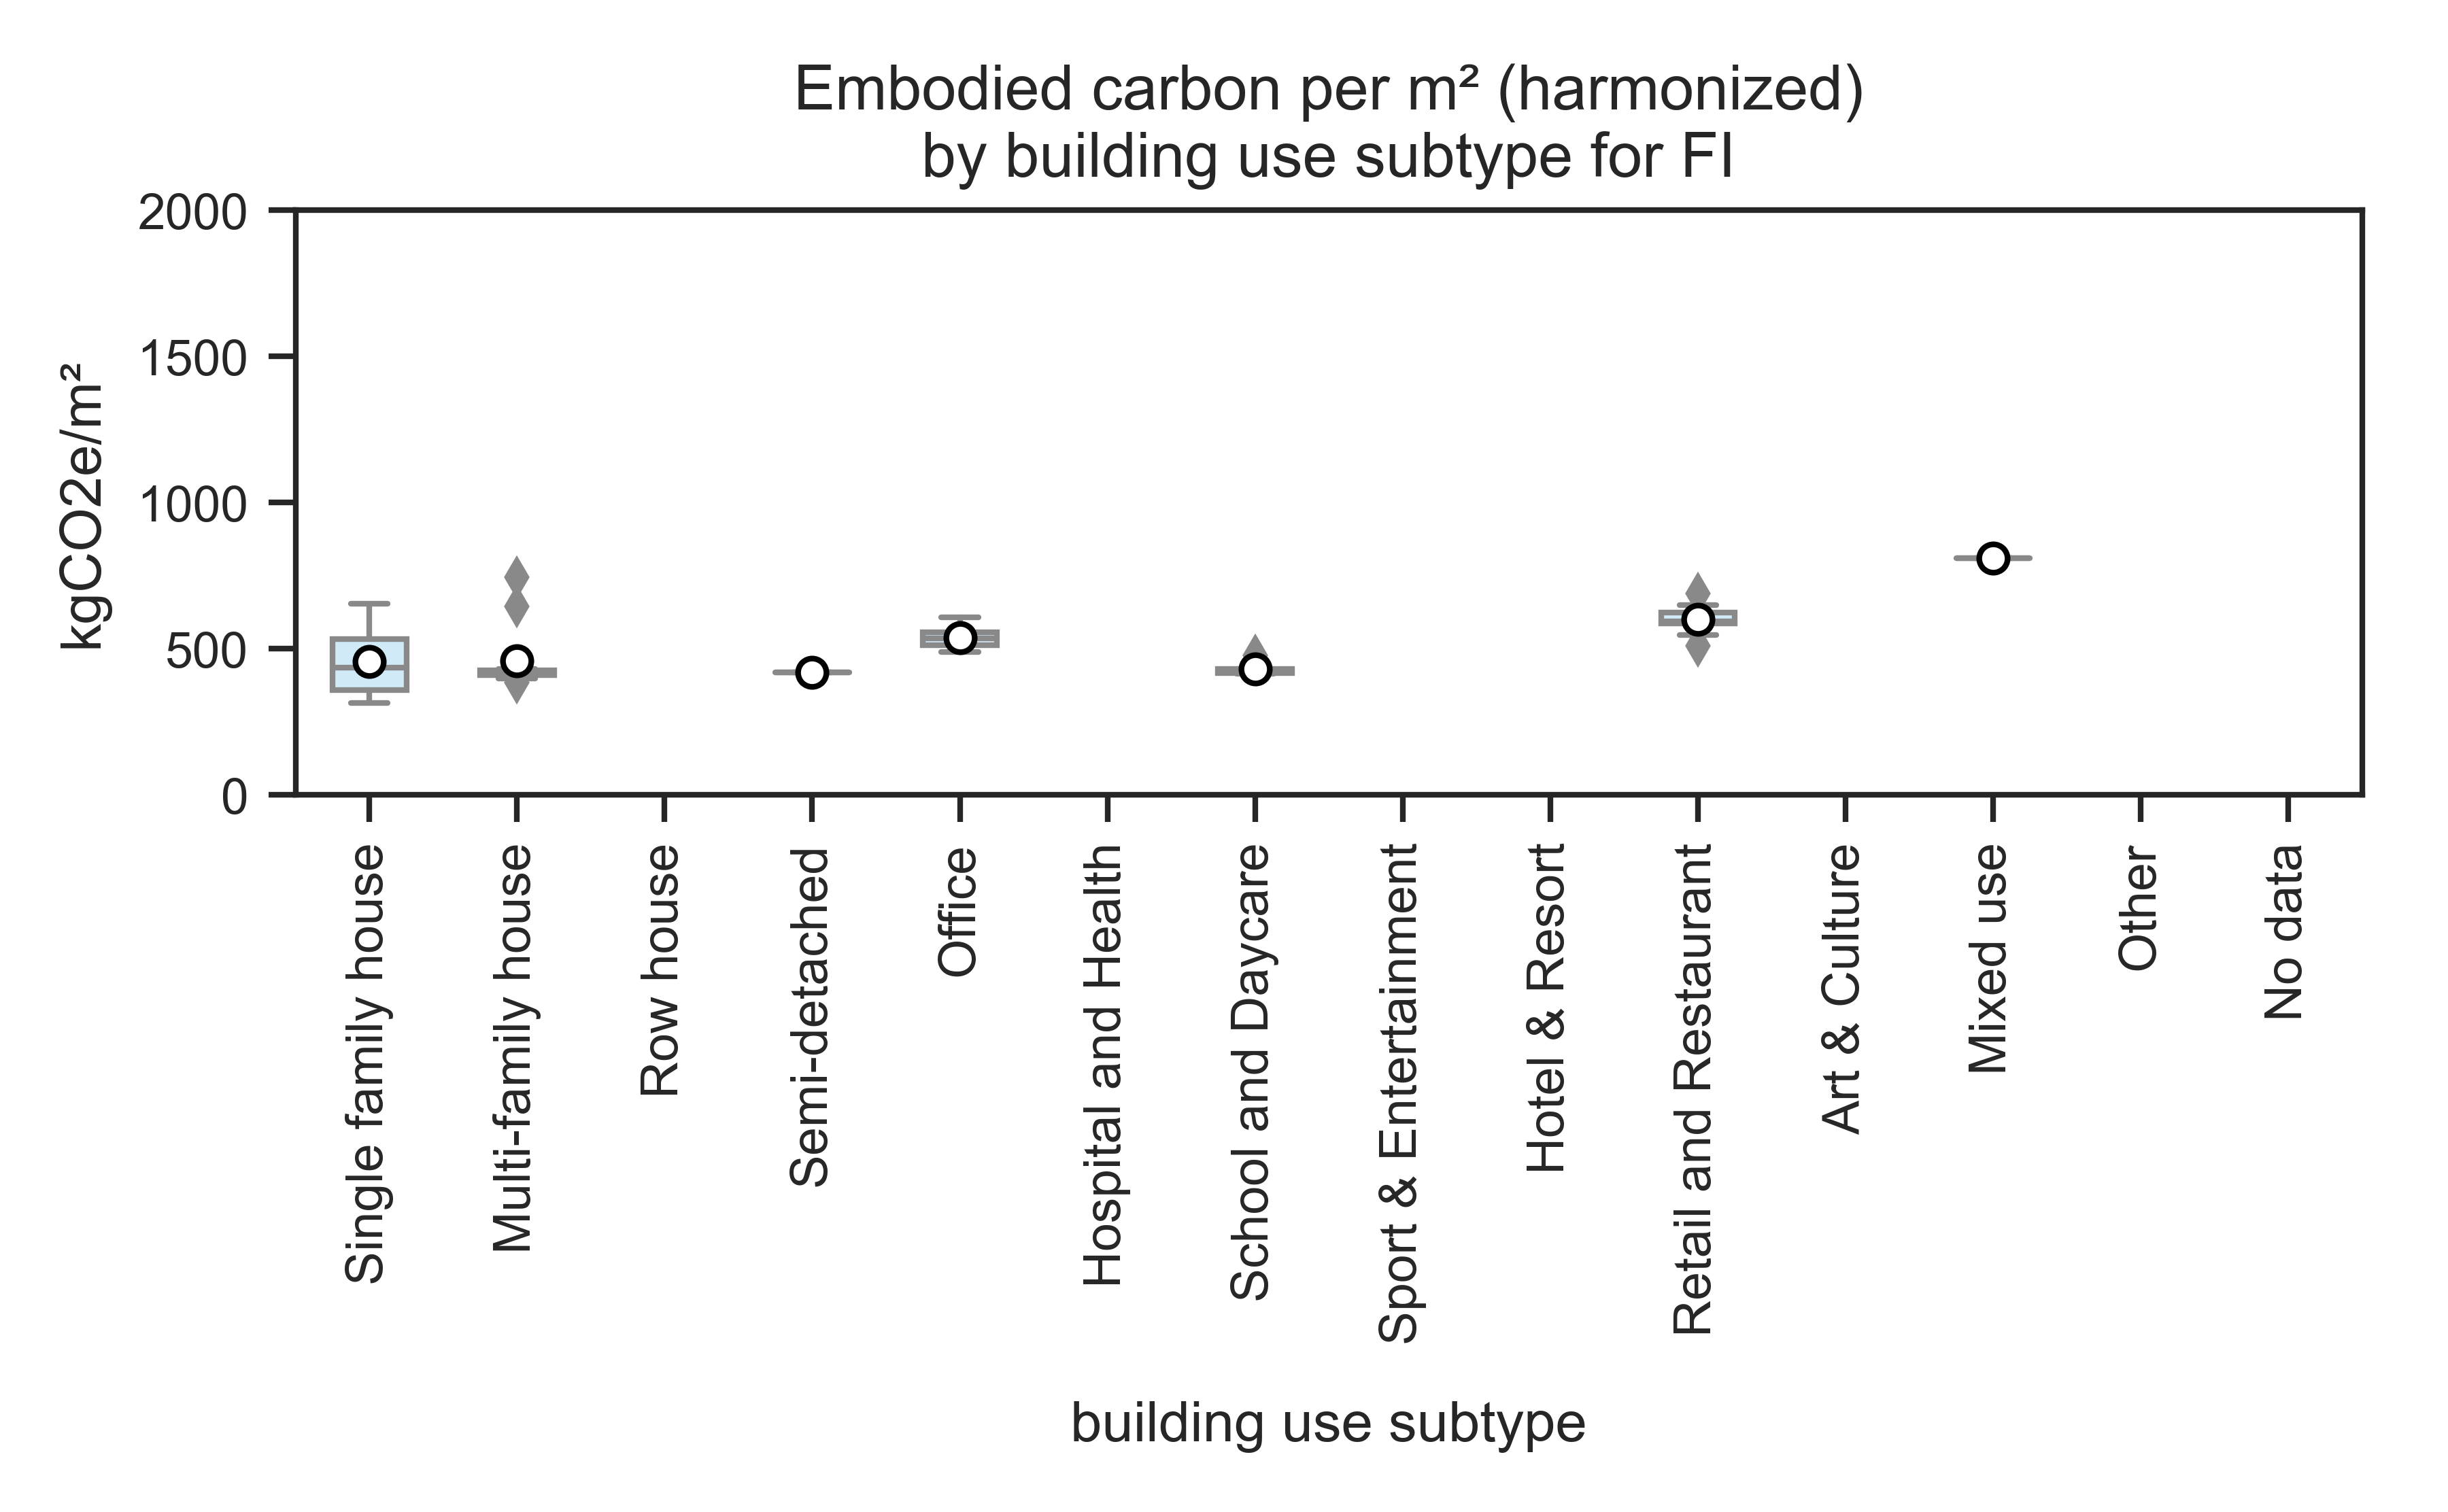 Embodied carbon per m² (harmonized)
by building use subtype for FI
kgCO2e/m²
2000
1500
1000
500
0
Single family house
Multi-family house
Row house
Semi-detached
Office
Hospital and Health
School and Daycare
Sport & Entertainment
Hotel & Resort
Retail and Restaurant
Art & Culture
Mixed use
Other
No data
building use subtype